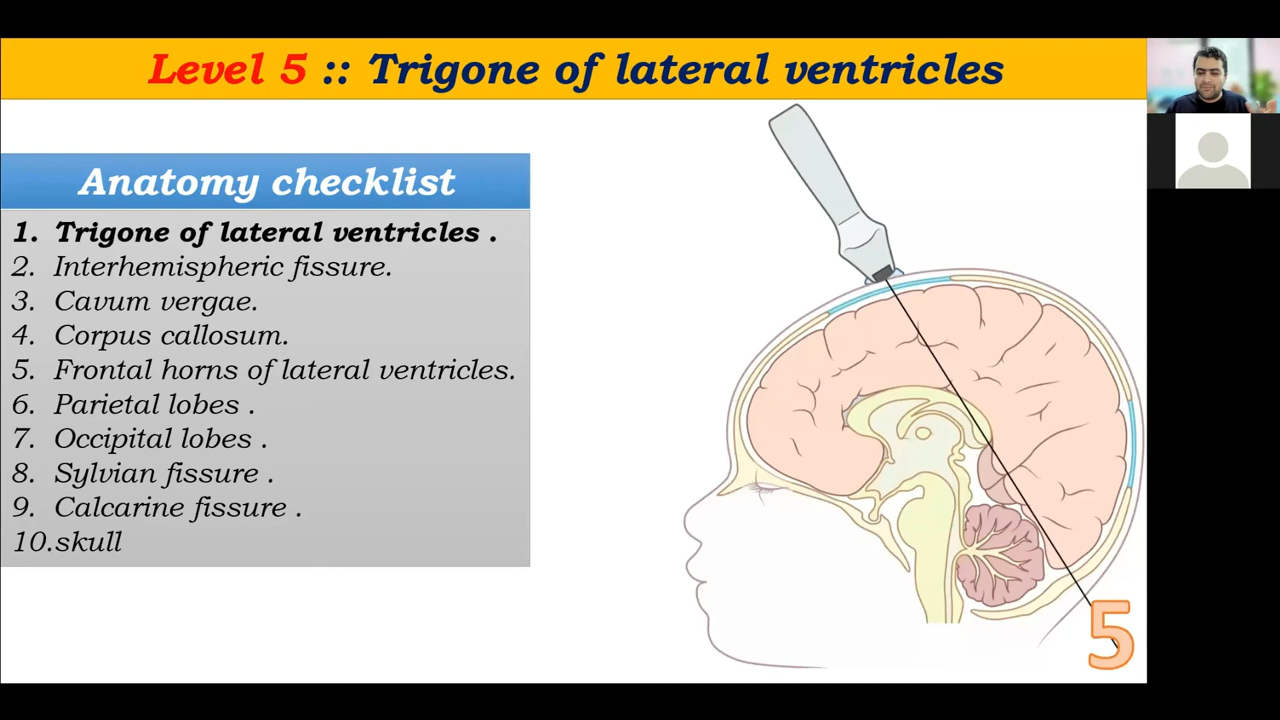 Level 5 :: Trigone of lateral ventricles
Anatomy checklist
1. Trigone of lateral ventricles .
2. Interhemispheric fissure.
3. Cavum vergae.
4. Corpus callosum.
5. Frontal horns of lateral ventricles.
6. Parietal lobes .
7. Occipital lobes .
8. Sylvian fissure .
9. Calcarine fissure .
10.skull
5